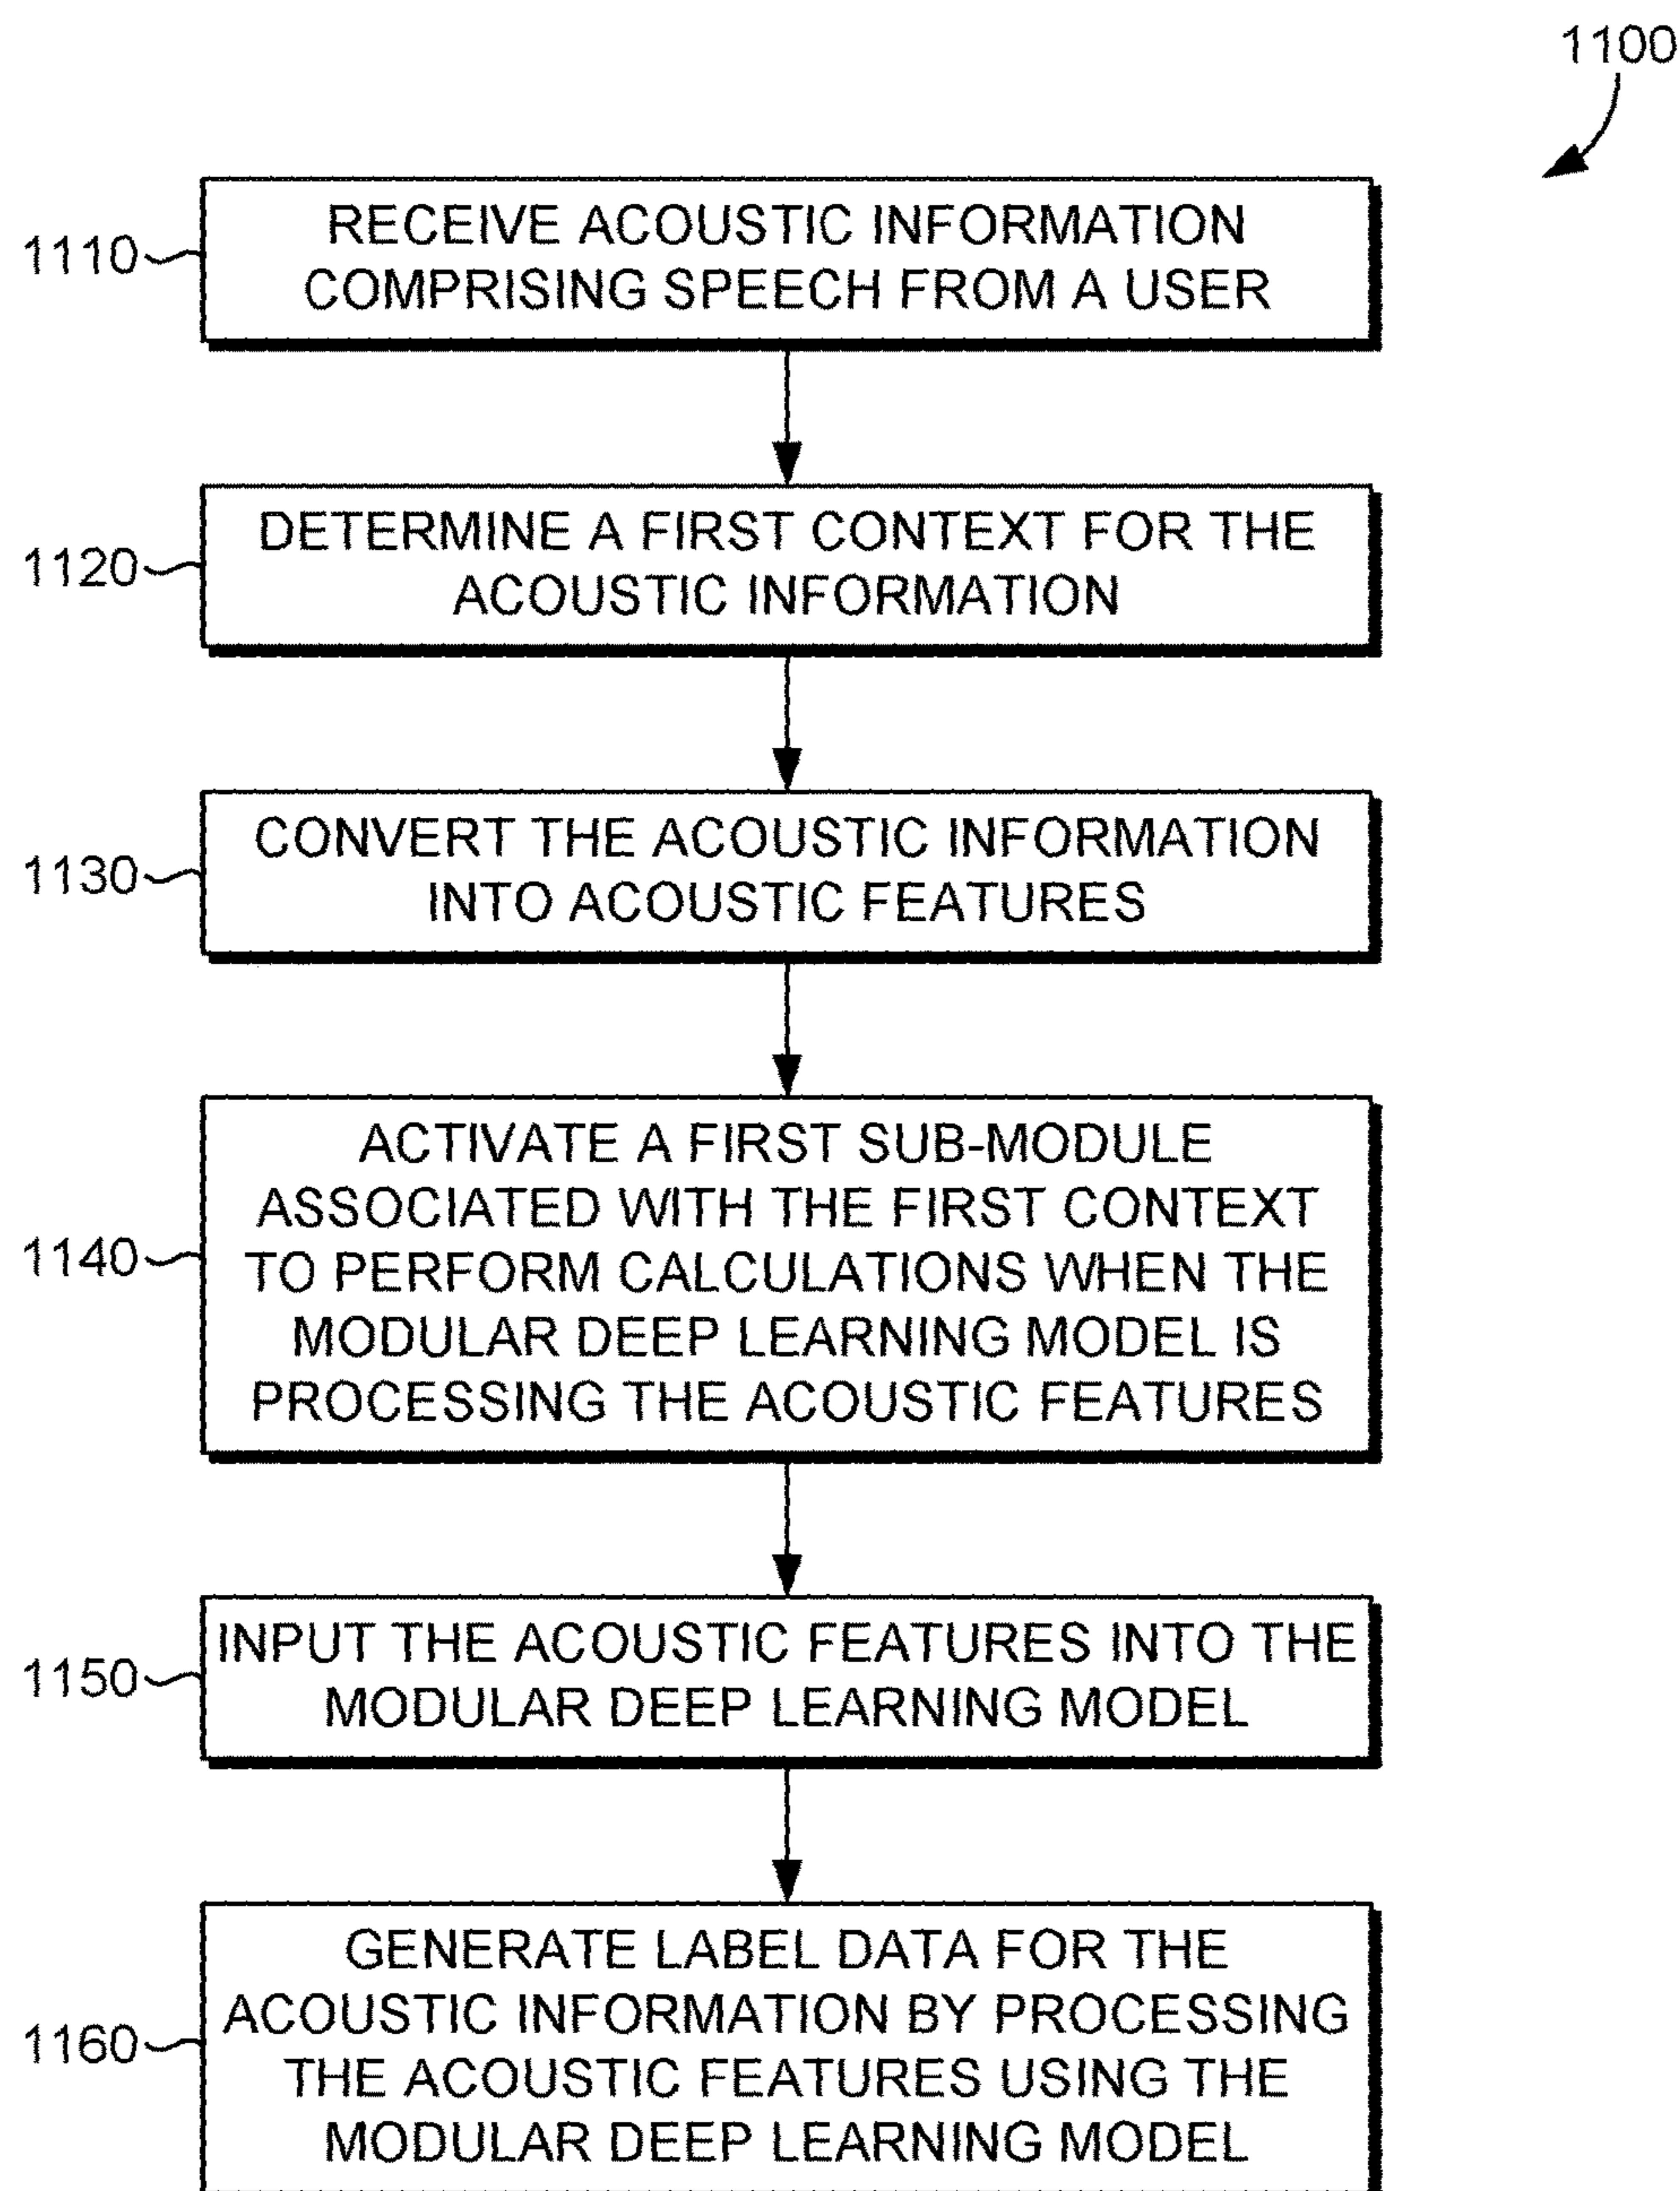 1100
1110
RECEIVE ACOUSTIC INFORMATION
COMPRISING SPEECH FROM A USER
1120
DETERMINE A FIRST CONTEXT FOR THE
ACOUSTIC INFORMATION
1130
CONVERT THE ACOUSTIC INFORMATION
INTO ACOUSTIC FEATURES
1140
ACTIVATE A FIRST SUB-MODULE
ASSOCIATED WITH THE FIRST CONTEXT
TO PERFORM CALCULATIONS WHEN THE
MODULAR DEEP LEARNING MODEL IS
PROCESSING THE ACOUSTIC FEATURES
1150
INPUT THE ACOUSTIC FEATURES INTO THE
MODULAR DEEP LEARNING MODEL
1160
GENERATE LABEL DATA FOR THE
ACOUSTIC INFORMATION BY PROCESSING
THE ACOUSTIC FEATURES USING THE
MODULAR DEEP LEARNING MODEL